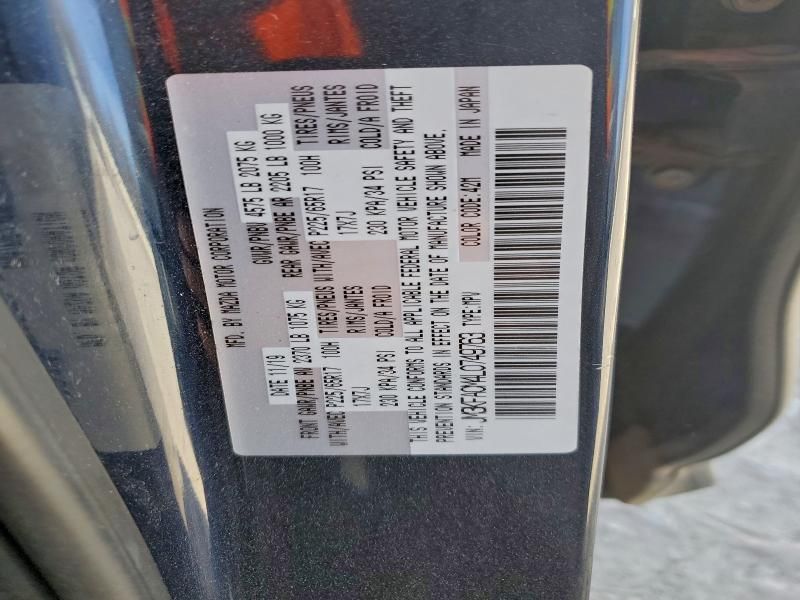 MFD. BY MAZDA MOTOR CORPORATION
DATE 11/19 GVWR/PNBV 4575 LB 2075 KG
FRONT GAWR/PNBE AV 2370 LB 1075 KG REAR GAWR/PNBE AR 2205 LB 1000 KG
WITH/AVEC P225/65R17 100H TIRES/PNEUS WITH/AVEC P225/65R17 100H TIRES/PNEUS
17X7J RIMS/JANTES 17X7J RIMS/JANTES
230 KPA/34 PSI COLD/A FROID 230 KPA/34 PSI COLD/A FROID
THIS VEHICLE CONFORMS TO ALL APPLICABLE FEDERAL MOTOR VEHICLE SAFETY AND THEFT
PREVENTION STANDARDS IN EFFECT ON THE DATE OF MANUFACTURE SHOWN ABOVE.
VIN: TYPE:MPV COLOR CODE:42M MADE IN JAPAN